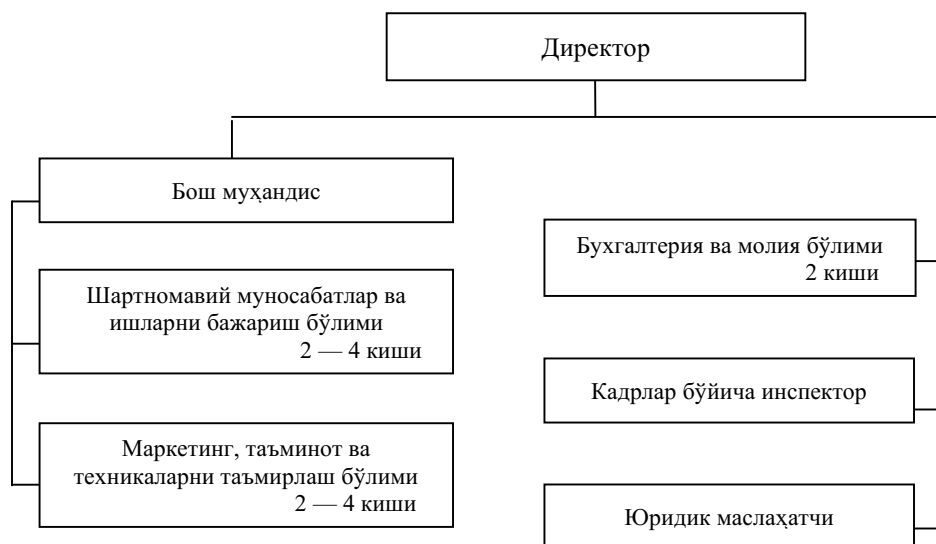 Директор
Бош муҳандис
Шартномавий муносабатлар ва
ишларни бажариш бўлими
2 — 4 киши
Маркетинг, таъминот ва
техникаларни таъмирлаш бўлими
2 — 4 киши
Бухгалтерия ва молия бўлими
2 киши
Кадрлар бўйича инспектор
Юридик маслаҳатчи